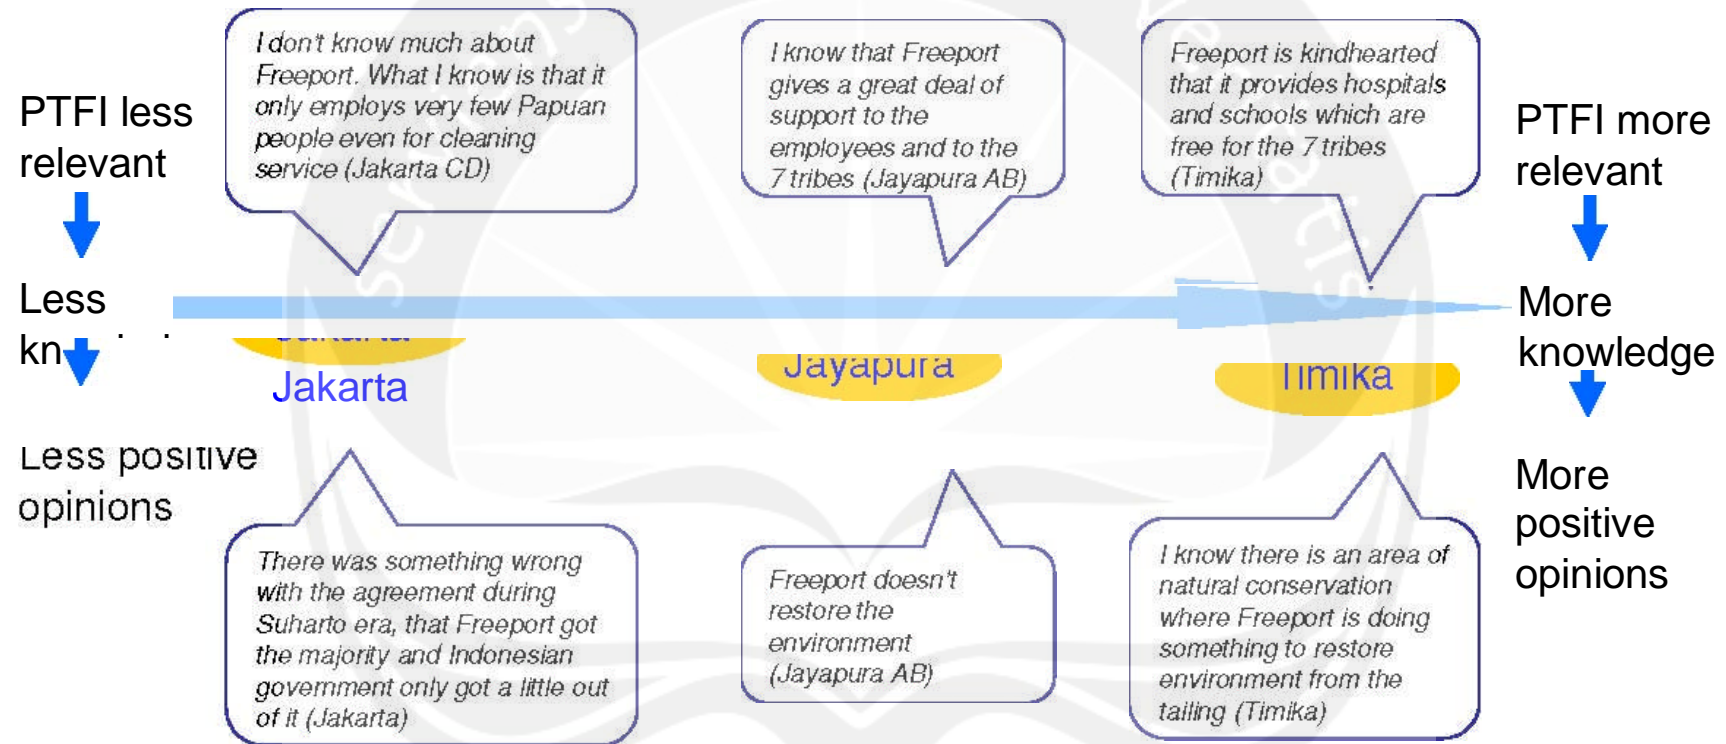 PTFI less
relevant
Less
I don't know much about
Freeport. What I know is that it
only employs very few Papuan
people even for cleaning
service (Jakarta CD)
I know that Freeport
gives a great deal of
support to the
employees and to the
7 tribes (Jayapura AB)
Freeport is kindhearted
that it provides hospitals
and schools which are
free for the 7 tribes
(Timika)
PTFI more
relevant
More
knowledge
Jakarta
Jakarta
Jayapura
Timika
Less positive
opinions
There was something wrong
with the agreement during
Suharto era, that Freeport got
the majority and Indonesian
government only got a little out
of it (Jakarta)
Freeport doesn't
restore the
environment
(Jayapura AB)
I know there is an area of
natural conservation
where Freeport is doing
something to restore
environment from the
tailing (Timika)
More
positive
opinions